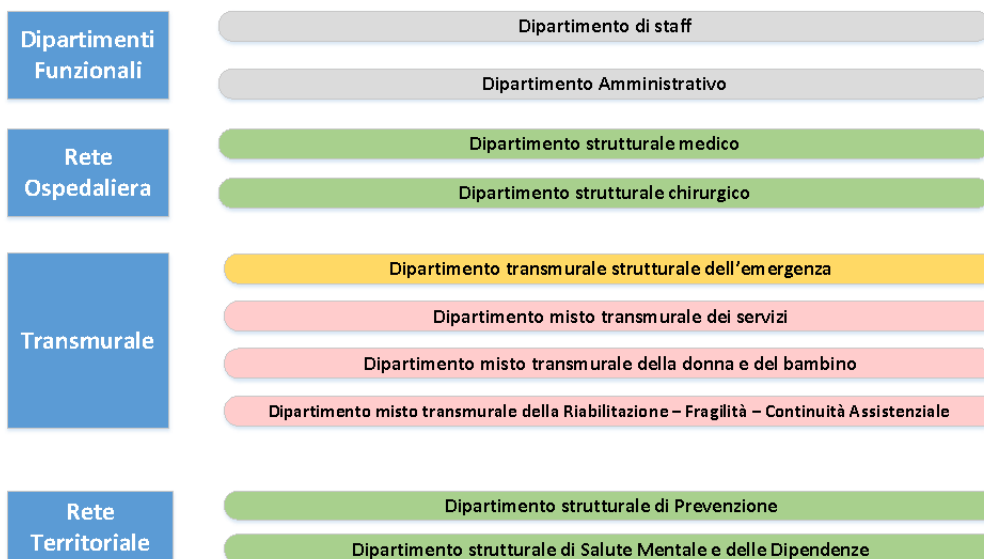 Dipartimenti
Funzionali
Dipartimento di staff
Dipartimento Amministrativo
Rete
Ospedaliera
Dipartimento strutturale medico
Dipartimento strutturale chirurgico
Transmurale
Dipartimento transmurale strutturale dell'emergenza
Dipartimento misto transmurale dei servizi
Dipartimento misto transmurale della donna e del bambino
Dipartimento misto transmurale della Riabilitazione – Fragilità – Continuità Assistenziale
Rete
Territoriale
Dipartimento strutturale di Prevenzione
Dipartimento strutturale di Salute Mentale e delle Dipendenze